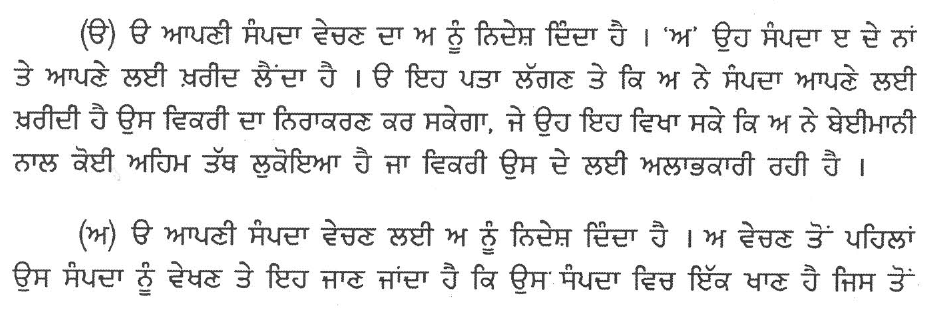 (ੳ) ੳ ਆਪਣੀ ਸੰਪਦਾ ਵੇਚਣ ਦਾ ਅ ਨੂੰ ਨਿਦੇਸ਼ ਦਿੰਦਾ ਹੈ । 'ਅ' ਉਹ ਸੰਪਦਾ ੲ ਦੇ ਨਾਂ
ਤੇ ਆਪਣੇ ਲਈ ਖ਼ਰੀਦ ਲੈਂਦਾ ਹੈ । ੳ ਇਹ ਪਤਾ ਲੱਗਣ ਤੇ ਕਿ ਅ ਨੇ ਸੰਪਦਾ ਆਪਣੇ ਲਈ
ਖ਼ਰੀਦੀ ਹੈ ਉਸ ਵਿਕਰੀ ਦਾ ਨਿਰਾਕਰਣ ਕਰ ਸਕੇਗਾ, ਜੇ ਉਹ ਇਹ ਵਿਖਾ ਸਕੇ ਕਿ ਅ ਨੇ ਬੇਈਮਾਨੀ
ਨਾਲ ਕੋਈ ਅਹਿਮ ਤੱਥ ਲੁਕੋਇਆ ਹੈ ਜਾ ਵਿਕਰੀ ਉਸ ਦੇ ਲਈ ਅਲਾਭਕਾਰੀ ਰਹੀ ਹੈ ।
(ਅ) ੳ ਆਪਣੀ ਸੰਪਦਾ ਵੇਚਣ ਲਈ ਅ ਨੂੰ ਨਿਦੇਸ਼ ਦਿੰਦਾ ਹੈ । ਅ ਵੇਚਣ ਤੋਂ ਪਹਿਲਾਂ
ਉਸ ਸੰਪਦਾ ਨੂੰ ਵੇਖਣ ਤੇ ਇਹ ਜਾਣ ਜਾਂਦਾ ਹੈ ਕਿ ਉਸ ਸੰਪਦਾ ਵਿਚ ਇੱਕ ਖਾਣ ਹੈ ਜਿਸ ਤੋਂ